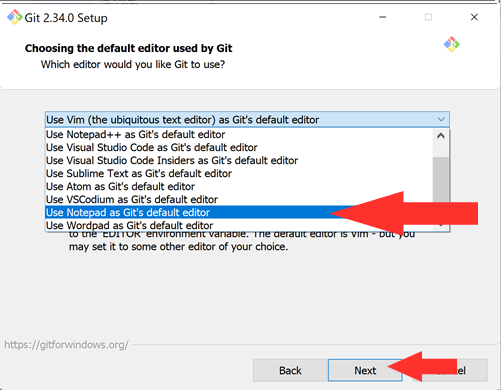 Git 2.34.0 Setup
Choosing the default editor used by Git
Which editor would you like Git to use?
Use Vim (the ubiquitous text editor) as Git's default editor
Use Notepad++ as Git's default editor
Use Visual Studio Code as Git's default editor
Use Visual Studio Code Insiders as Git's default editor
Use Sublime Text as Git's default editor
Use Atom as Git's default editor
Use VSCodium as Git's default editor
Use Notepad as Git's default editor
Use Wordpad as Git's default editor
to the 'EDITOR' environment variable. The default editor is Vim - but you
may set it to some other editor of your choice.
https://gitforwindows.org/
Back
Next